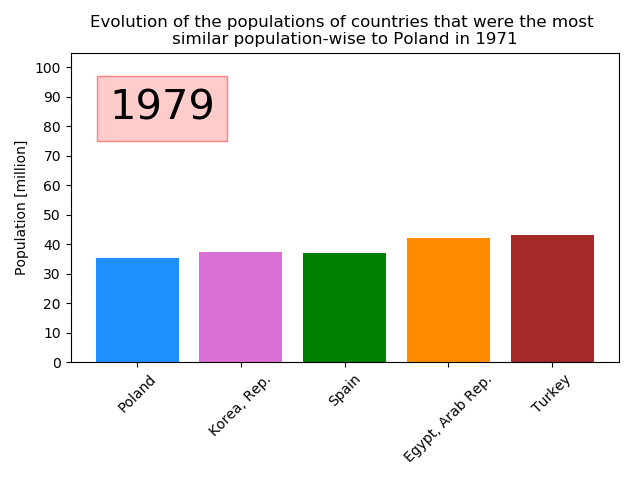 Evolution of the populations of countries that were the most
similar population-wise to Poland in 1971
1979
Population [million]
100
90
80
70
60
50
40
30
20
10
0
Poland
Korea, Rep.
Spain
Egypt, Arab Rep.
Turkey